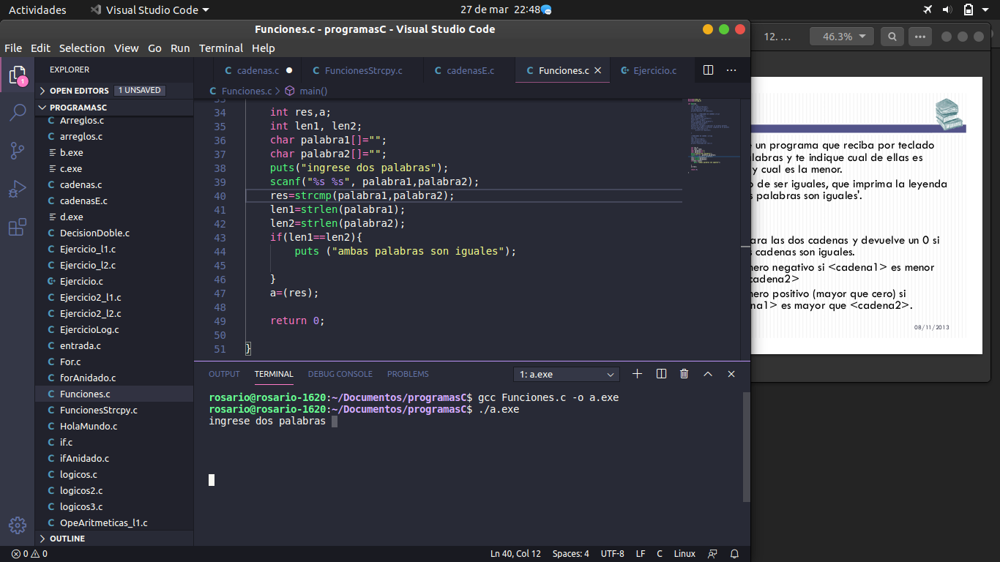 Actividades
Visual Studio Code
27 de mar 22:48
Funciones.c - programasC - Visual Studio Code
File Edit Selection View Go Run Terminal Help
EXPLORER
OPEN EDITORS 1 UNSAVED
PROGRAMASC
Arreglos.c
arreglos.c
b.exe
c.exe
cadenas.c
cadenasE.c
d.exe
DecisionDoble.c
Ejercicio_l1.c
Ejercicio_l2.c
Ejercicio.c
Ejercicio2_l1.c
Ejercicio2_l2.c
EjercicioLog.c
entrada.c
For.c
forAnidado.c
Funciones.c
FuncionesStrcpy.c
HolaMundo.c
if.c
ifAnidado.c
logicos.c
logicos2.c
logicos3.c
OpeAritmeticas_l1.c
OUTLINE
1
cadenas.c FuncionesStrcpy.c cadenasE.c Funciones.c Ejercicio.c
Funciones.c > main()
34 int res,a;
35 int len1, len2;
36 char palabra1[]="";
37 char palabra2[]="";
38 puts("ingrese dos palabras");
39 scanf("%s %s", palabra1,palabra2);
40 res=strcmp(palabra1,palabra2);
41 len1=strlen(palabra1);
42 len2=strlen(palabra2);
43 if(len1==len2){
44 puts ("ambas palabras son iguales");
45
46 }
47 a=(res);
48
49 return 0;
50
51 }
OUTPUT TERMINAL DEBUG CONSOLE PROBLEMS
1: a.exe
rosario@rosario-1620:~/Documentos/programasC$ gcc Funciones.c -o a.exe
rosario@rosario-1620:~/Documentos/programasC$ ./a.exe
ingrese dos palabras
0 0
Ln 40, Col 12 Spaces: 4 UTF-8 LF C Linux
12. …
46.3%
un programa que reciba por teclado
labras y te indique cual de ellas es
y cual es la menor.
o de ser iguales, que imprima la leyenda
s palabras son iguales'.
ara las dos cadenas y devuelve un 0 si
s cadenas son iguales.
nero negativo si <cadena1> es menor
cadena2>
nero positivo (mayor que cero) si
na1> es mayor que <cadena2>.
08/11/2013